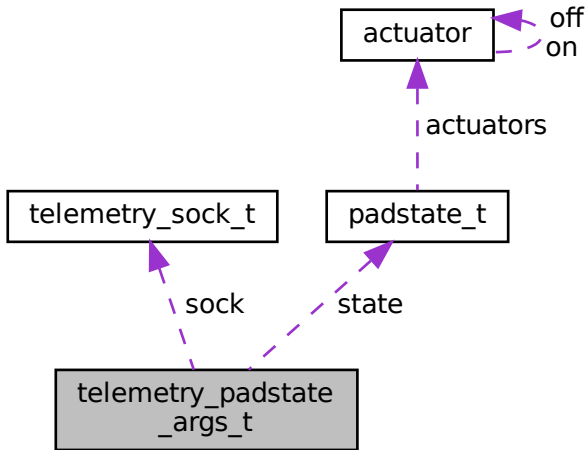 off
actuator
on
actuators
telemetry_sock_t
padstate_t
sock
state
telemetry_padstate
_args_t